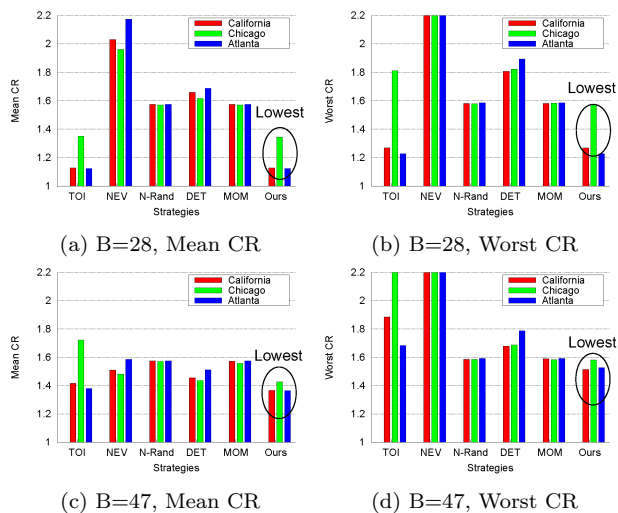 2.2
2
1.8
1.6
1.4
1.2
1
Mean CR
California
Chicago
Atlanta
Lowest
TOI NEV N-Rand DET MOM Ours
Strategies
(a) B=28, Mean CR
2.2
2
1.8
1.6
1.4
1.2
1
Worst CR
California
Chicago
Atlanta
Lowest
TOI NEV N-Rand DET MOM Ours
Strategies
(b) B=28, Worst CR
2.2
2
1.8
1.6
1.4
1.2
1
Mean CR
California
Chicago
Atlanta
Lowest
TOI NEV N-Rand DET MOM Ours
Strategies
(c) B=47, Mean CR
2.2
2
1.8
1.6
1.4
1.2
1
Worst CR
California
Chicago
Atlanta
Lowest
TOI NEV N-Rand DET MOM Ours
Strategies
(d) B=47, Worst CR